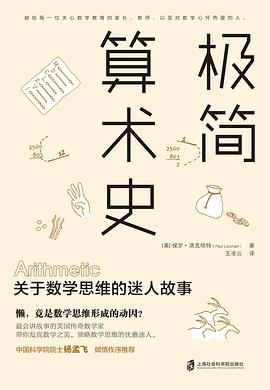 献给每一位关心数学教育的家长、教师，以及对数学心怀热爱的人。
极简
算术史
2560
801
2560
801
[美] 保罗·洛克哈特 (Paul Lockhart) 著
王凌云 译
Arithmetic
关于数学思维的迷人故事
懒，竟是数学思维形成的动因？
最会讲故事的美国传奇数学家
带你发现数学之美、领略数学思维的优雅迷人。
中国科学院院士 杨孟飞 倾情作序推荐
上海社会科学院出版社